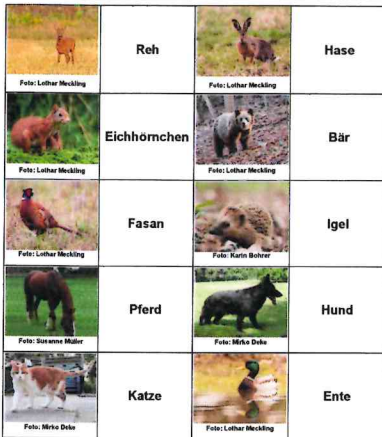 Foto: Lothar Meckling
Reh
Foto: Lothar Meckling
Hase
Foto: Lothar Meckling
Eichhörnchen
Foto: Lothar Meckling
Bär
Foto: Lothar Meckling
Fasan
Foto: Karin Bohrer
Igel
Foto: Susanne Müller
Pferd
Foto: Mirko Deke
Hund
Foto: Mirko Deke
Katze
Foto: Lothar Meckling
Ente